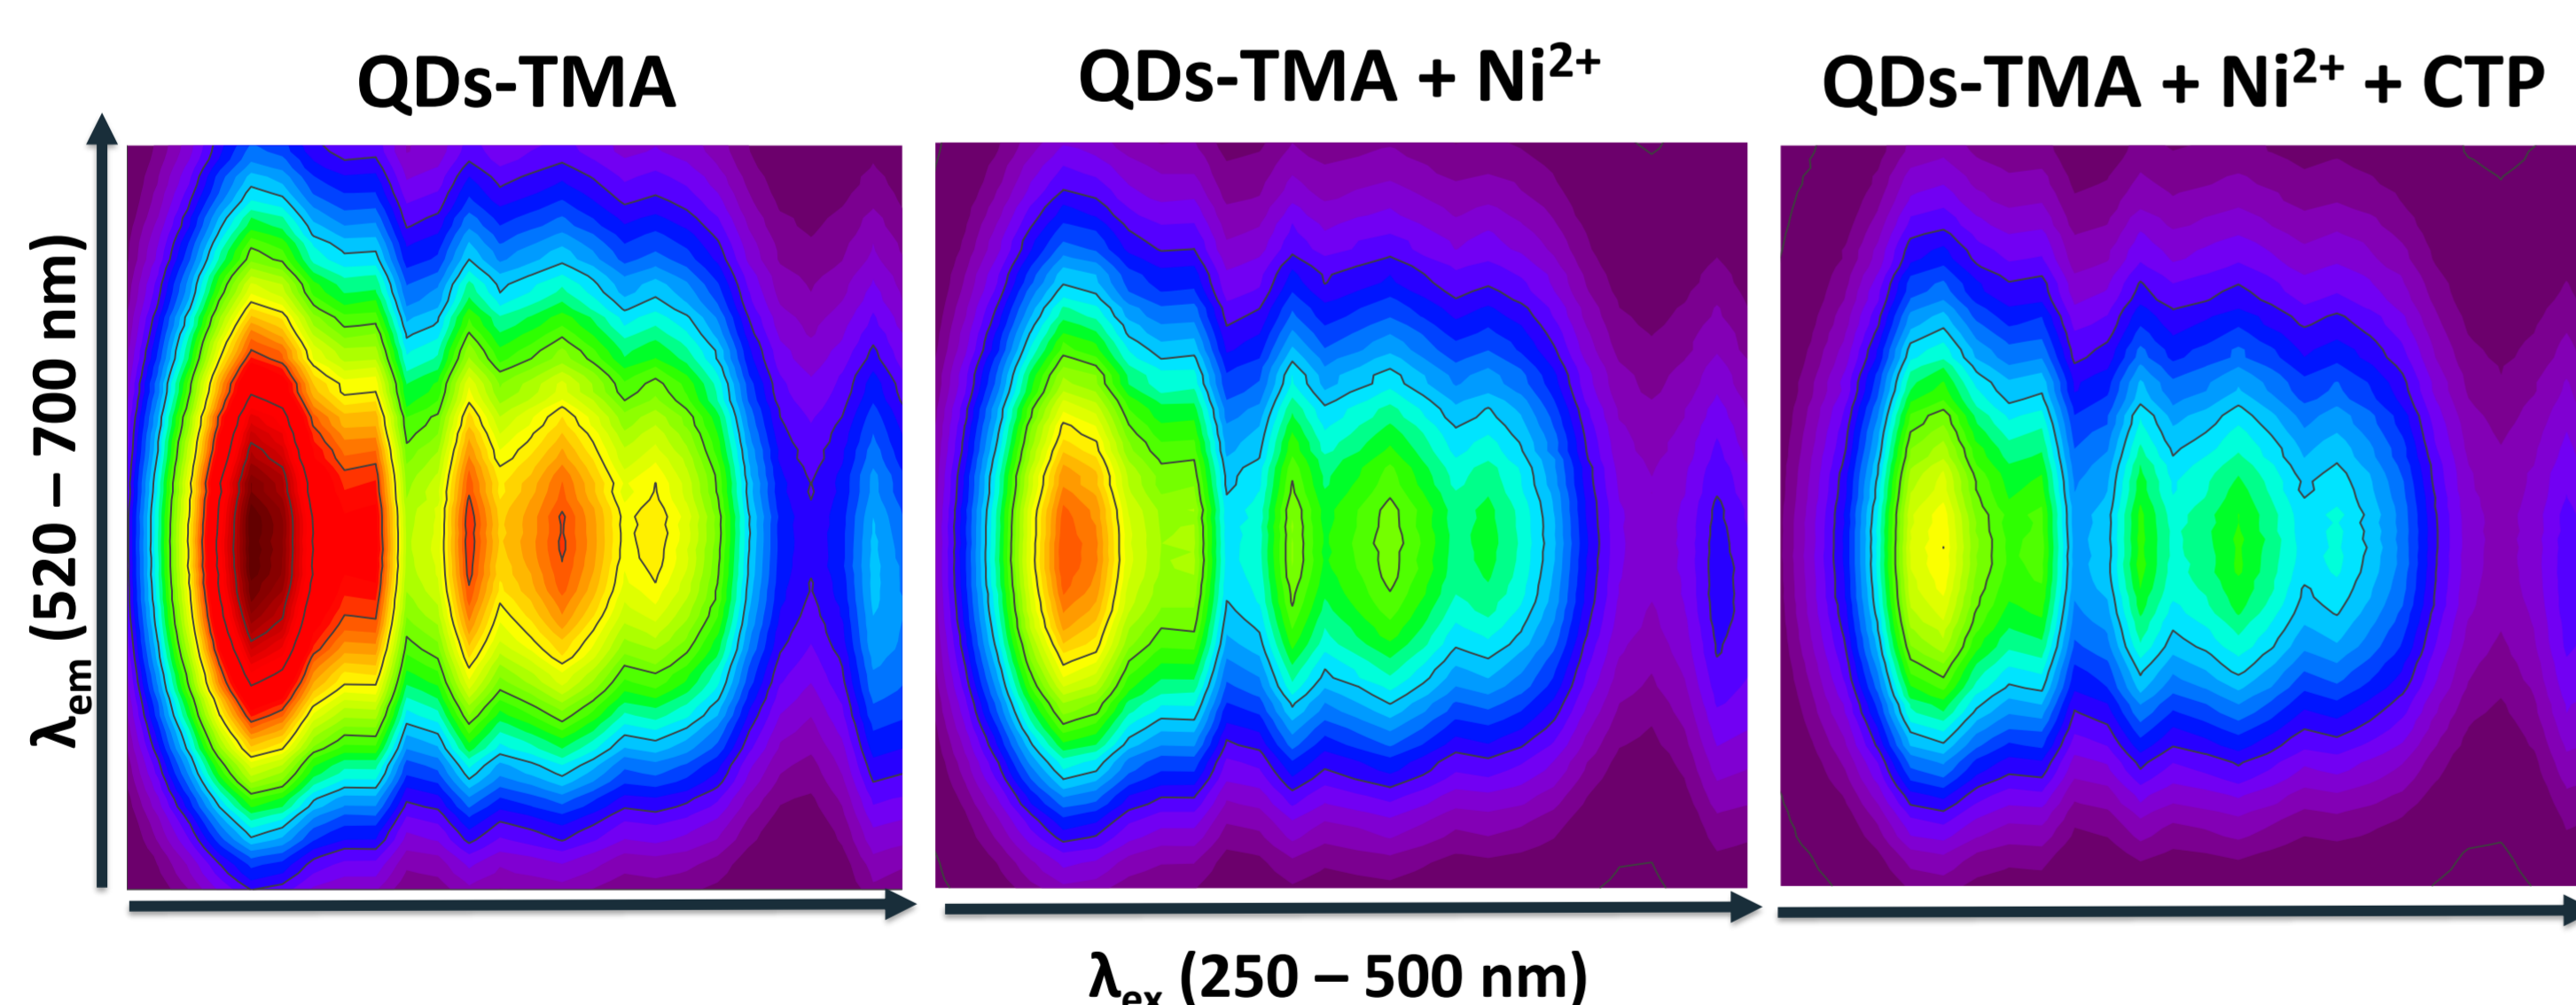 QDs-TMA
QDs-TMA + Ni²⁺
QDs-TMA + Ni²⁺ + CTP
λem (520 – 700 nm)
λex (250 – 500 nm)